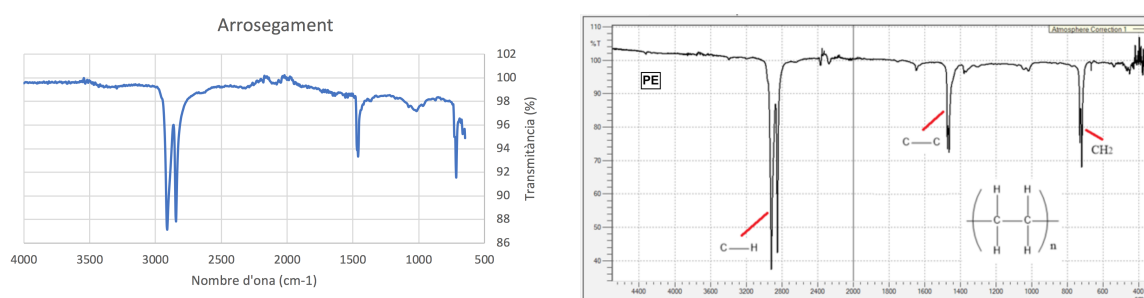 Arrosegament
102
100
98
96
94
92
90
88
86
Transmitància (%)
4000 3500 3000 2500 2000 1500 1000 500
Nombre d'ona (cm-1)
Atmosphere Correction 1
110
%T
100
90
80
70
60
50
40
PE
C—C
CH2
C—H
H H
C C
H H
n
4400 4000 3600 3200 2800 2400 2000 1800 1600 1400 1200 1000 800 600 400